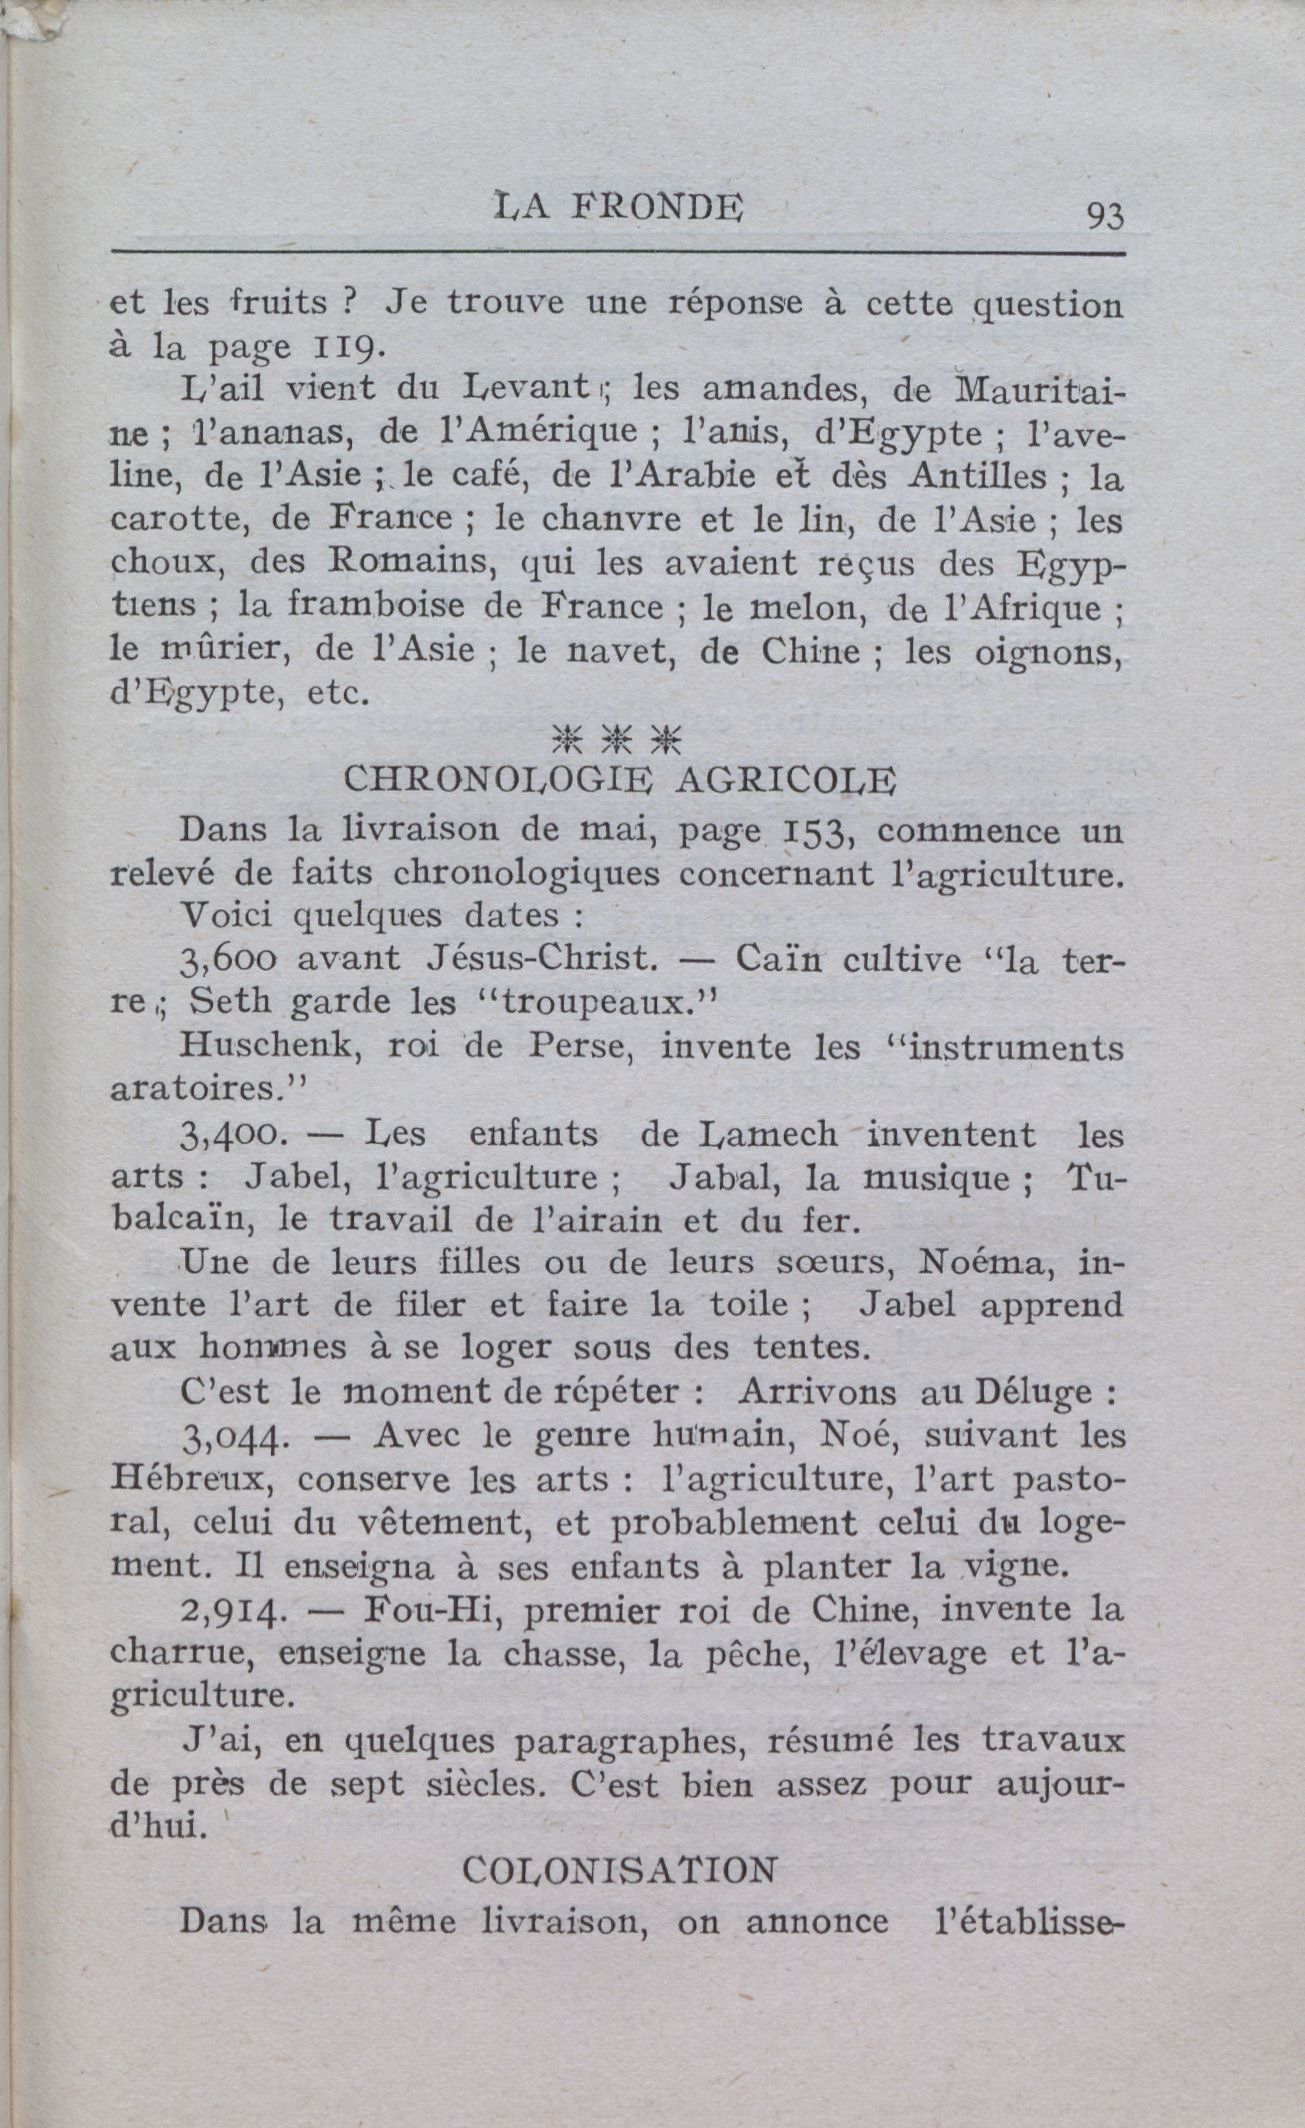 LA FRONDE 93
et les fruits ? Je trouve une réponse à cette question
à la page 119.
L'ail vient du Levant ; les amandes, de Mauritai-
ne ; l'ananas, de l'Amérique ; l'anis, d'Egypte ; l'ave-
line, de l'Asie ; le café, de l'Arabie et dès Antilles ; la
carotte, de France ; le chanvre et le lin, de l'Asie ; les
choux, des Romains, qui les avaient reçus des Egyp-
tiens ; la framboise de France ; le melon, de l'Afrique ;
le mûrier, de l'Asie ; le navet, de Chine ; les oignons,
d'Egypte, etc.
※ ※ ※
CHRONOLOGIE AGRICOLE
Dans la livraison de mai, page 153, commence un
relevé de faits chronologiques concernant l'agriculture.
Voici quelques dates :
3,600 avant Jésus-Christ. — Caïn cultive "la ter-
re ; Seth garde les "troupeaux."
Huschenk, roi de Perse, invente les "instruments
aratoires."
3,400. — Les enfants de Lamech inventent les
arts : Jabel, l'agriculture ; Jabal, la musique ; Tu-
balcaïn, le travail de l'airain et du fer.
Une de leurs filles ou de leurs sœurs, Noéma, in-
vente l'art de filer et faire la toile ; Jabel apprend
aux hommes à se loger sous des tentes.
C'est le moment de répéter : Arrivons au Déluge :
3,044. — Avec le genre humain, Noé, suivant les
Hébreux, conserve les arts : l'agriculture, l'art pasto-
ral, celui du vêtement, et probablement celui du loge-
ment. Il enseigna à ses enfants à planter la vigne.
2,914. — Fou-Hi, premier roi de Chine, invente la
charrue, enseigne la chasse, la pêche, l'élevage et l'a-
griculture.
J'ai, en quelques paragraphes, résumé les travaux
de près de sept siècles. C'est bien assez pour aujour-
d'hui.
COLONISATION
Dans la même livraison, on annonce l'établisse-